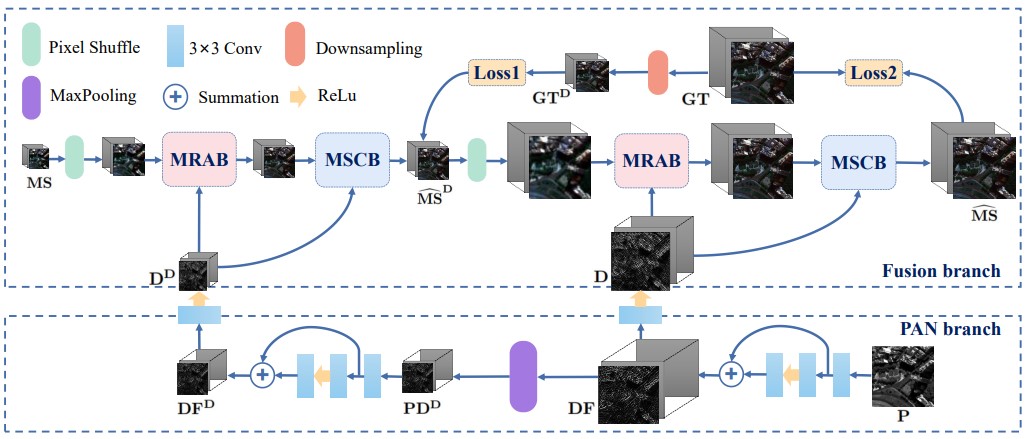 Pixel Shuffle
3×3 Conv
Downsampling
MaxPooling
Summation
ReLu
Loss1
GT^D
GT
Loss2
MS
MRAB
MSCB
\widehat{MS}^D
MRAB
MSCB
\widehat{MS}
D^D
D
Fusion branch
PAN branch
DF^D
PD^D
DF
P